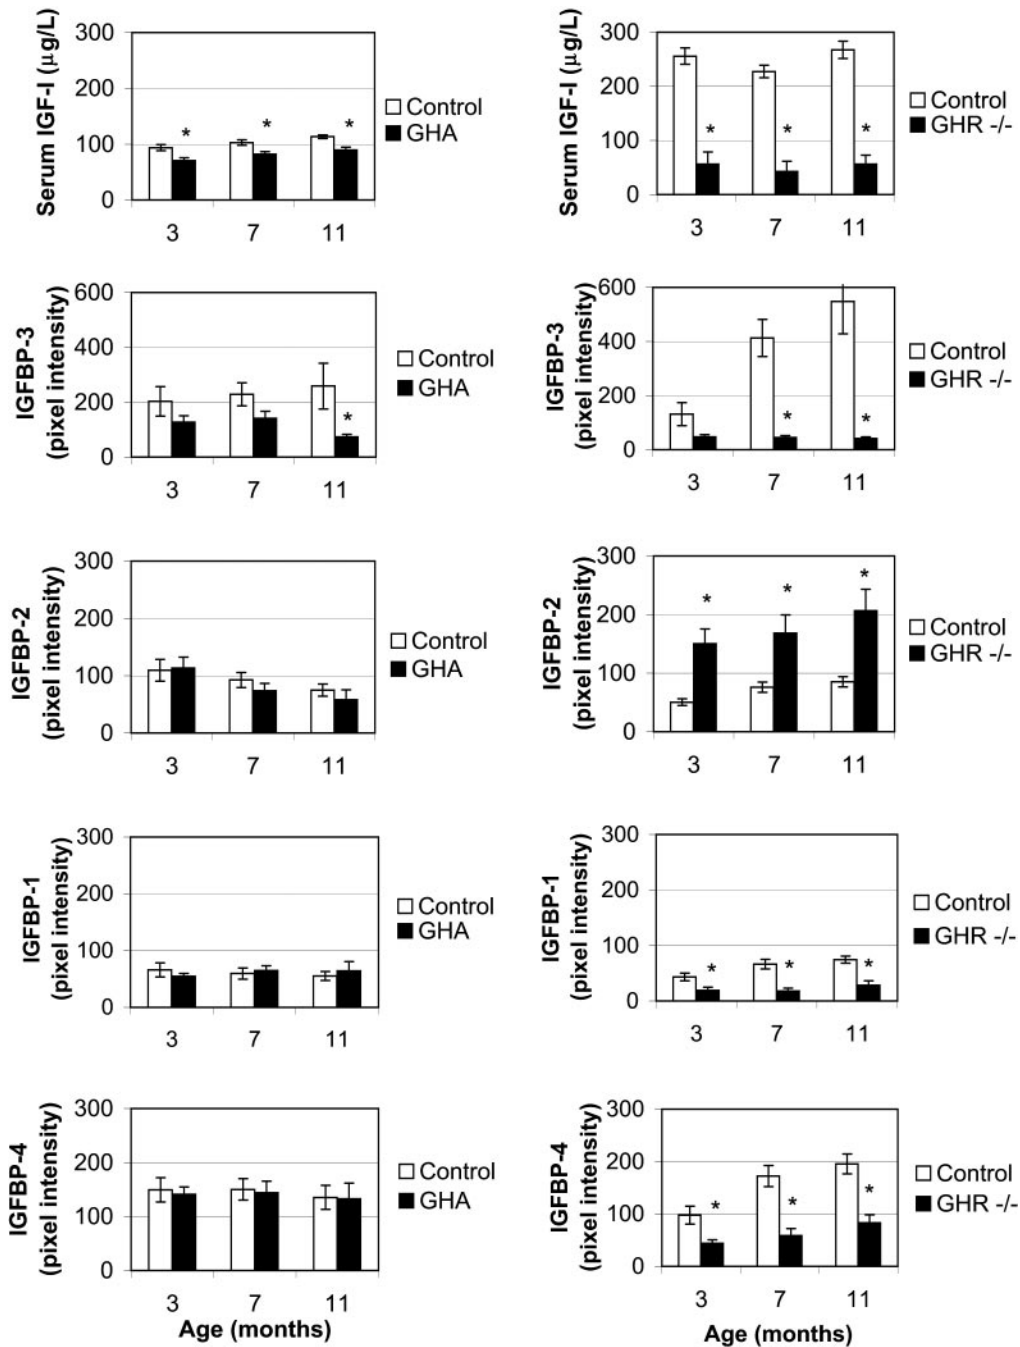 Serum IGF-I (μg/L)
300
200
100
0
* * *
3 7 11
Control
GHA
Serum IGF-I (μg/L)
300
200
100
0
* * *
3 7 11
Control
GHR -/-
IGFBP-3
(pixel intensity)
600
400
200
0
*
3 7 11
Control
GHA
IGFBP-3
(pixel intensity)
600
400
200
0
* *
3 7 11
Control
GHR -/-
IGFBP-2
(pixel intensity)
300
200
100
0
3 7 11
Control
GHA
IGFBP-2
(pixel intensity)
300
200
100
0
* * *
3 7 11
Control
GHR -/-
IGFBP-1
(pixel intensity)
300
200
100
0
3 7 11
Control
GHA
IGFBP-1
(pixel intensity)
300
200
100
0
* * *
3 7 11
Control
GHR -/-
IGFBP-4
(pixel intensity)
300
200
100
0
3 7 11
Age (months)
Control
GHA
IGFBP-4
(pixel intensity)
300
200
100
0
* * *
3 7 11
Age (months)
Control
GHR -/-